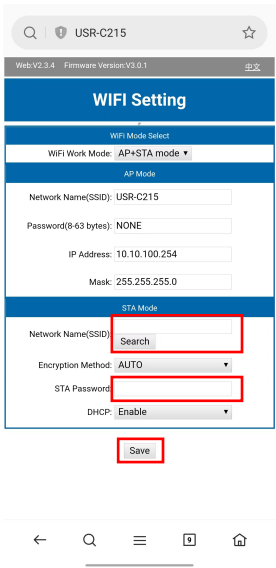 USR-C215
Web:V2.3.4 Firmware Version:V3.0.1 中文
WIFI Setting
WiFi Mode Select
WiFi Work Mode: AP+STA mode
AP Mode
Network Name(SSID): USR-C215
Password(8-63 bytes): NONE
IP Address: 10.10.100.254
Mask: 255.255.255.0
STA Mode
Network Name(SSID):
Search
Encryption Method: AUTO
STA Password:
DHCP: Enable
Save
9